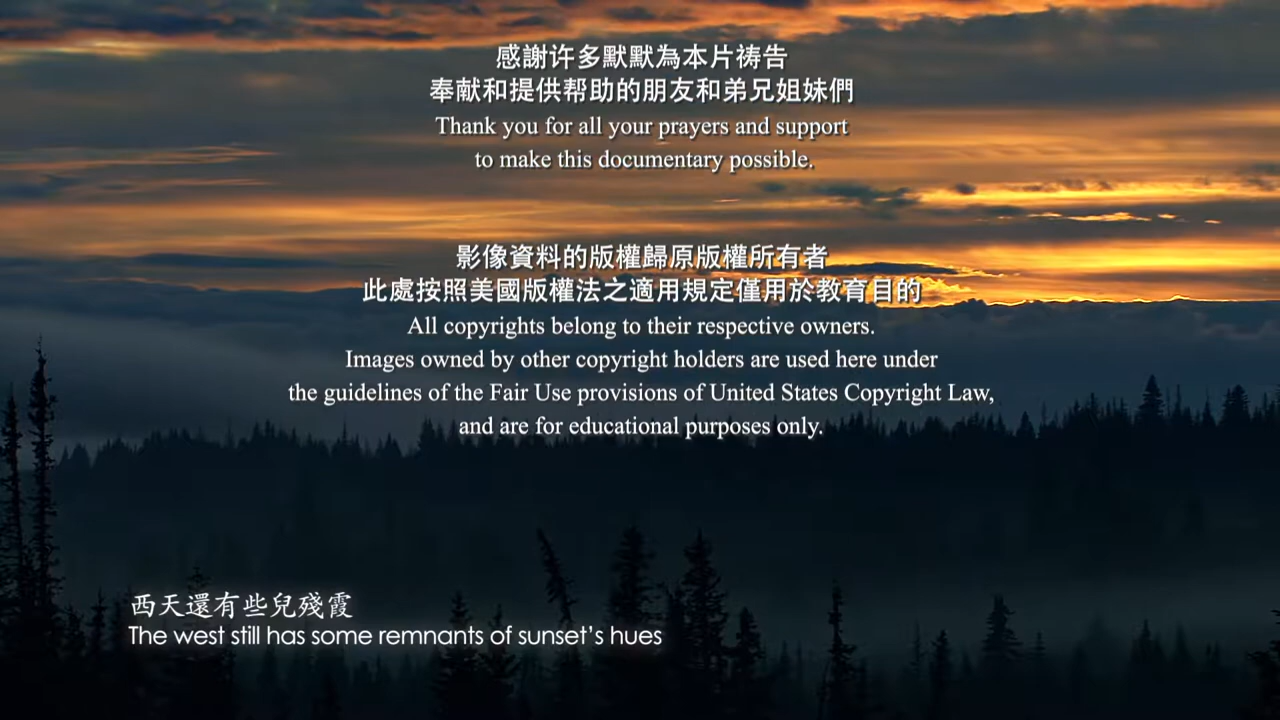 感謝许多默默為本片祷告
奉献和提供帮助的朋友和弟兄姐妹們
Thank you for all your prayers and support
to make this documentary possible.
影像資料的版權歸原版權所有者
此處按照美國版權法之適用規定僅用於教育目的
All copyrights belong to their respective owners.
Images owned by other copyright holders are used here under
the guidelines of the Fair Use provisions of United States Copyright Law,
and are for educational purposes only.
西天還有些兒殘霞
The west still has some remnants of sunset's hues